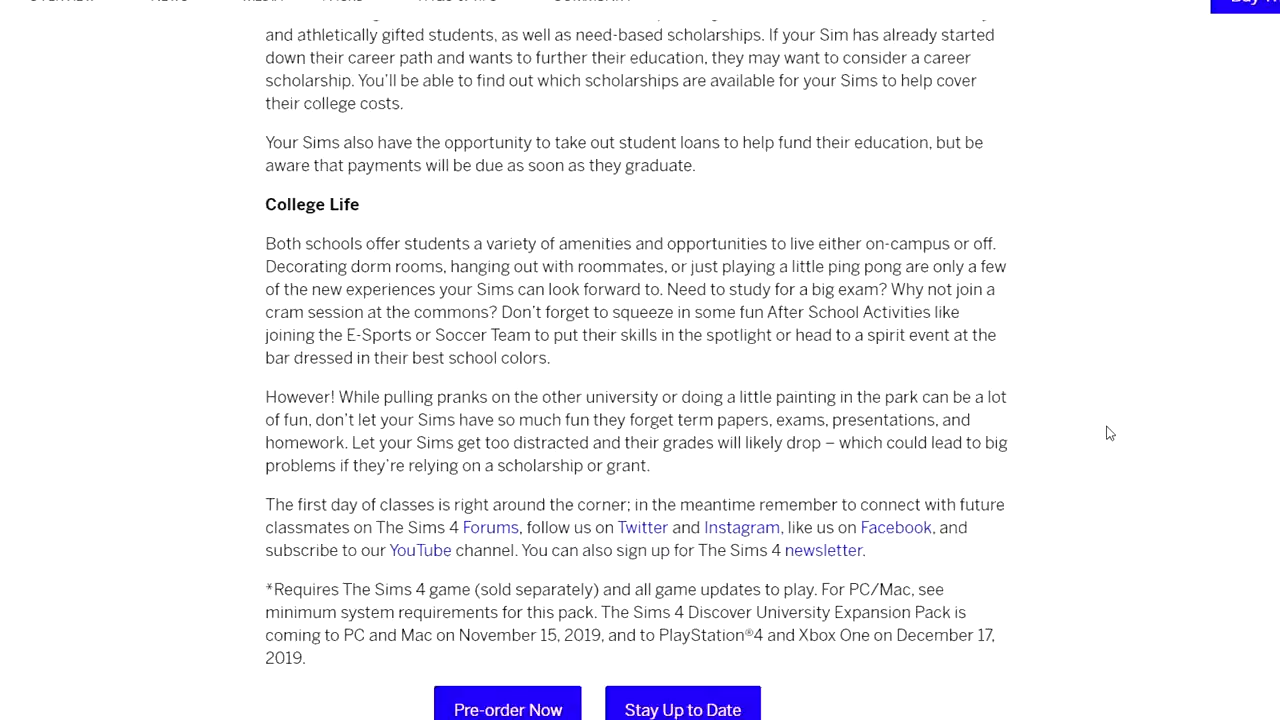 and athletically gifted students, as well as need-based scholarships. If your Sim has already started
down their career path and wants to further their education, they may want to consider a career
scholarship. You'll be able to find out which scholarships are available for your Sims to help cover
their college costs.
Your Sims also have the opportunity to take out student loans to help fund their education, but be
aware that payments will be due as soon as they graduate.
College Life
Both schools offer students a variety of amenities and opportunities to live either on-campus or off.
Decorating dorm rooms, hanging out with roommates, or just playing a little ping pong are only a few
of the new experiences your Sims can look forward to. Need to study for a big exam? Why not join a
cram session at the commons? Don't forget to squeeze in some fun After School Activities like
joining the E-Sports or Soccer Team to put their skills in the spotlight or head to a spirit event at the
bar dressed in their best school colors.
However! While pulling pranks on the other university or doing a little painting in the park can be a lot
of fun, don't let your Sims have so much fun they forget term papers, exams, presentations, and
homework. Let your Sims get too distracted and their grades will likely drop – which could lead to big
problems if they're relying on a scholarship or grant.
The first day of classes is right around the corner; in the meantime remember to connect with future
classmates on The Sims 4 Forums, follow us on Twitter and Instagram, like us on Facebook, and
subscribe to our YouTube channel. You can also sign up for The Sims 4 newsletter.
*Requires The Sims 4 game (sold separately) and all game updates to play. For PC/Mac, see
minimum system requirements for this pack. The Sims 4 Discover University Expansion Pack is
coming to PC and Mac on November 15, 2019, and to PlayStation®4 and Xbox One on December 17,
2019.
Pre-order Now Stay Up to Date